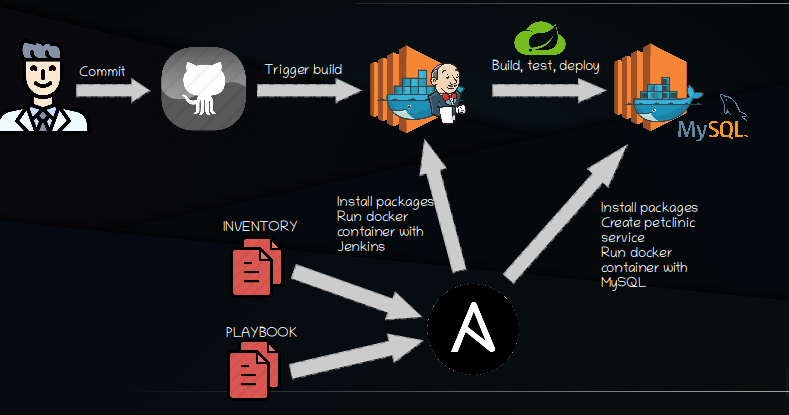 Commit
Trigger build
Build, test, deploy
MySQL
Install packages
Run docker
container with
Jenkins
Install packages
Create petclinic
service
Run docker
container with
MySQL
INVENTORY
PLAYBOOK